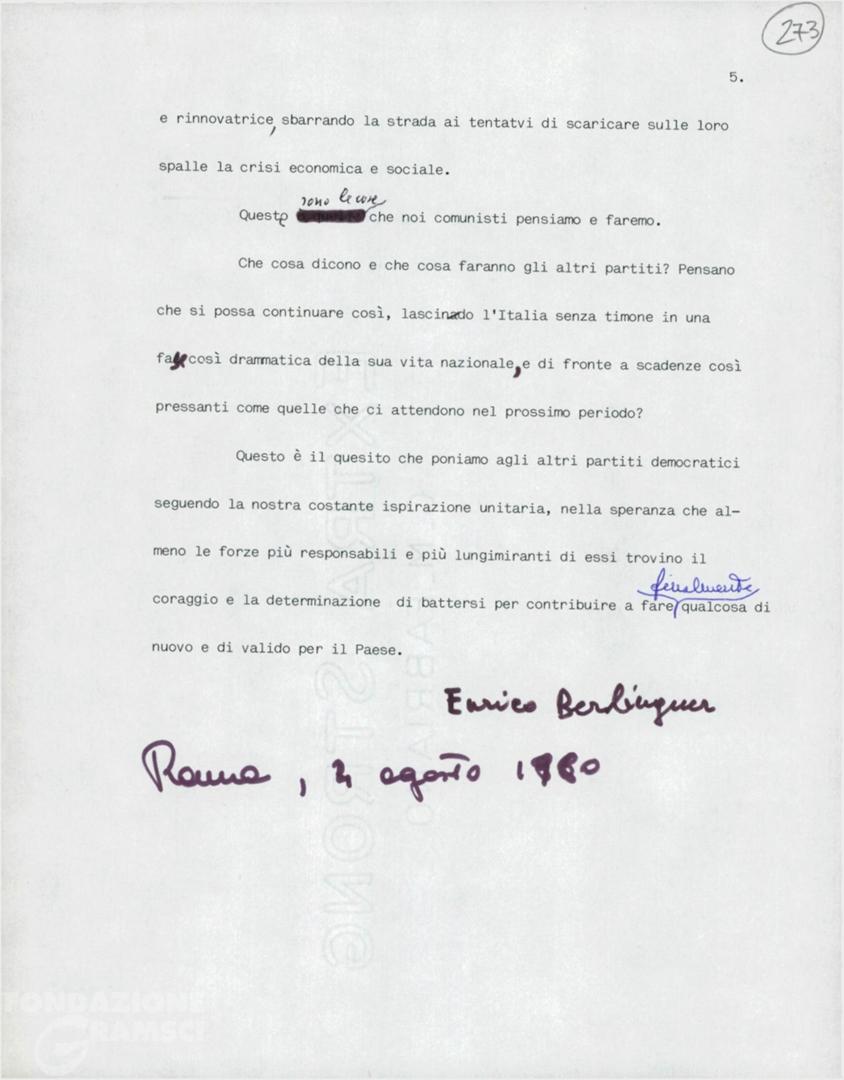 273
5.
e rinnovatrice, sbarrando la strada ai tentatvi di scaricare sulle loro
spalle la crisi economica e sociale.
sono le cose
Queste che noi comunisti pensiamo e faremo.
Che cosa dicono e che cosa faranno gli altri partiti? Pensano
che si possa continuare così, lascinado l'Italia senza timone in una
fase così drammatica della sua vita nazionale, e di fronte a scadenze così
pressanti come quelle che ci attendono nel prossimo periodo?
Questo è il quesito che poniamo agli altri partiti democratici
seguendo la nostra costante ispirazione unitaria, nella speranza che al-
meno le forze più responsabili e più lungimiranti di essi trovino il
finalmente
coraggio e la determinazione di battersi per contribuire a fare qualcosa di
nuovo e di valido per il Paese.
Enrico Berlinguer
Roma, 2 agosto 1980
EXTRA STRONG
FONDAZIONE
GRAMSCI